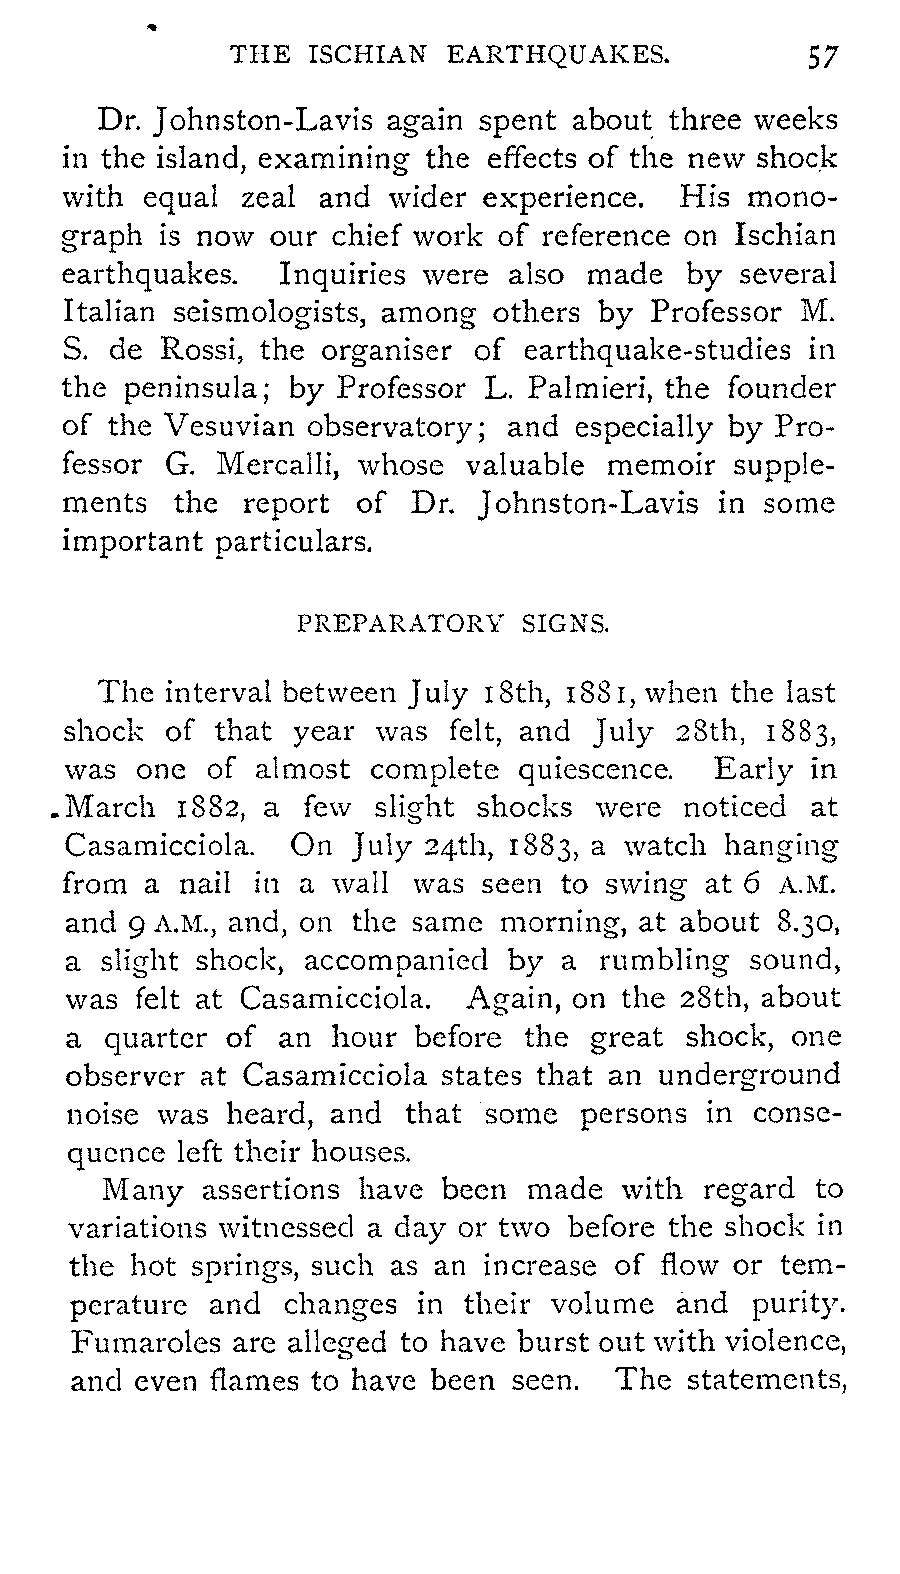 THE ISCHIAN EARTHQUAKES. 57
Dr. Johnston-Lavis again spent about three weeks
in the island, examining the effects of the new shock
with equal zeal and wider experience. His mono-
graph is now our chief work of reference on Ischian
earthquakes. Inquiries were also made by several
Italian seismologists, among others by Professor M.
S. de Rossi, the organiser of earthquake-studies in
the peninsula; by Professor L. Palmieri, the founder
of the Vesuvian observatory; and especially by Pro-
fessor G. Mercalli, whose valuable memoir supple-
ments the report of Dr. Johnston-Lavis in some
important particulars.
PREPARATORY SIGNS.
The interval between July 18th, 1881, when the last
shock of that year was felt, and July 28th, 1883,
was one of almost complete quiescence. Early in
March 1882, a few slight shocks were noticed at
Casamicciola. On July 24th, 1883, a watch hanging
from a nail in a wall was seen to swing at 6 A.M.
and 9 A.M., and, on the same morning, at about 8.30,
a slight shock, accompanied by a rumbling sound,
was felt at Casamicciola. Again, on the 28th, about
a quarter of an hour before the great shock, one
observer at Casamicciola states that an underground
noise was heard, and that some persons in conse-
quence left their houses.
Many assertions have been made with regard to
variations witnessed a day or two before the shock in
the hot springs, such as an increase of flow or tem-
perature and changes in their volume and purity.
Fumaroles are alleged to have burst out with violence,
and even flames to have been seen. The statements,